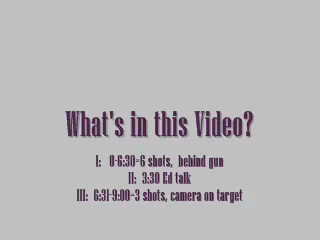 What's in this Video?
I: 0-6:30=6 shots, behind gun
II: 3:30 Ed talk
III: 6:31-9:00=3 shots, camera on target